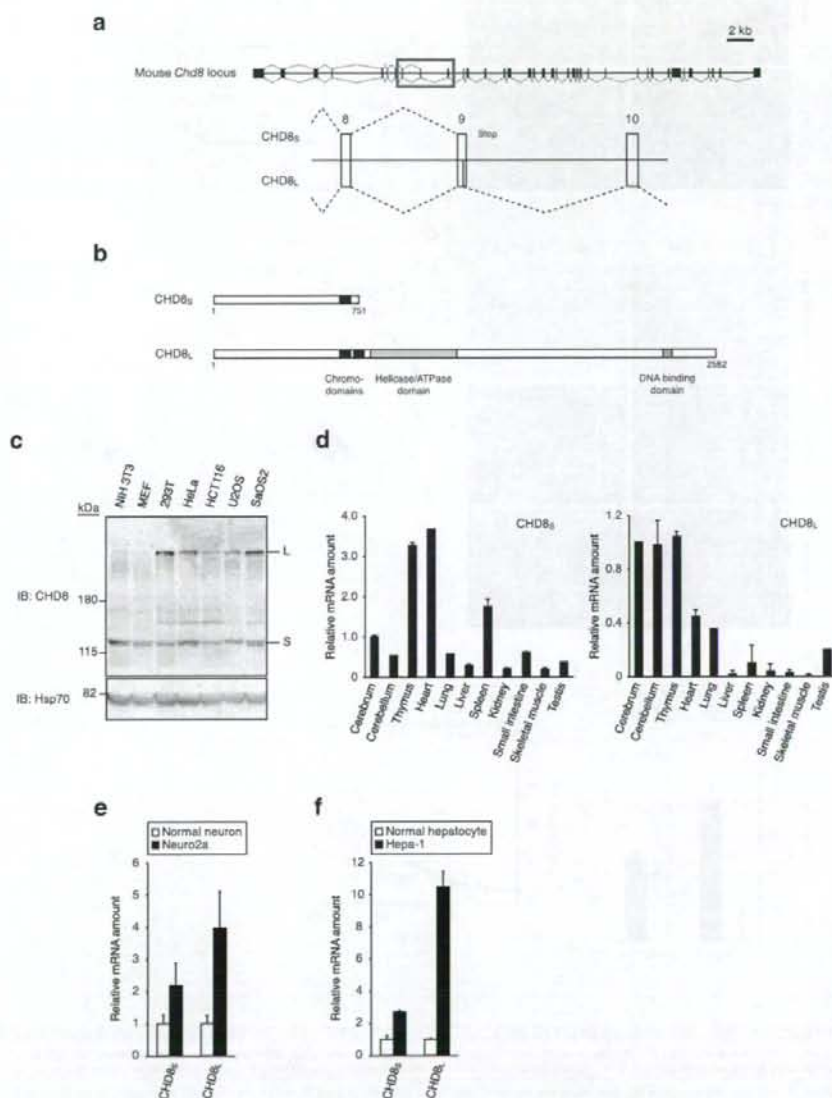 a
2 kb
Mouse Chd8 locus
8
9
10
CHD8S
Stop
CHD8L
b
CHD8S
1
751
CHD8L
1
2582
Chromo-
domains
Helicase/ATPase
domain
DNA binding
domain
c
NIH 3T3
MEF
293T
HeLa
HCT116
U2OS
SaOS2
kDa
IB: CHD8
180
115
L
S
IB: Hsp70
82
d
Relative mRNA amount
4.0
3.0
2.0
1.0
0
CHD8S
Cerebrum
Cerebellum
Thymus
Heart
Lung
Liver
Spleen
Kidney
Small intestine
Skeletal muscle
Testis
Relative mRNA amount
1.2
0.8
0.4
0
CHD8L
Cerebrum
Cerebellum
Thymus
Heart
Lung
Liver
Spleen
Kidney
Small intestine
Skeletal muscle
Testis
e
Normal neuron
Neuro2a
Relative mRNA amount
6
5
4
3
2
1
0
CHD8S
CHD8L
f
Normal hepatocyte
Hepa-1
Relative mRNA amount
12
10
8
6
4
2
0
CHD8S
CHD8L